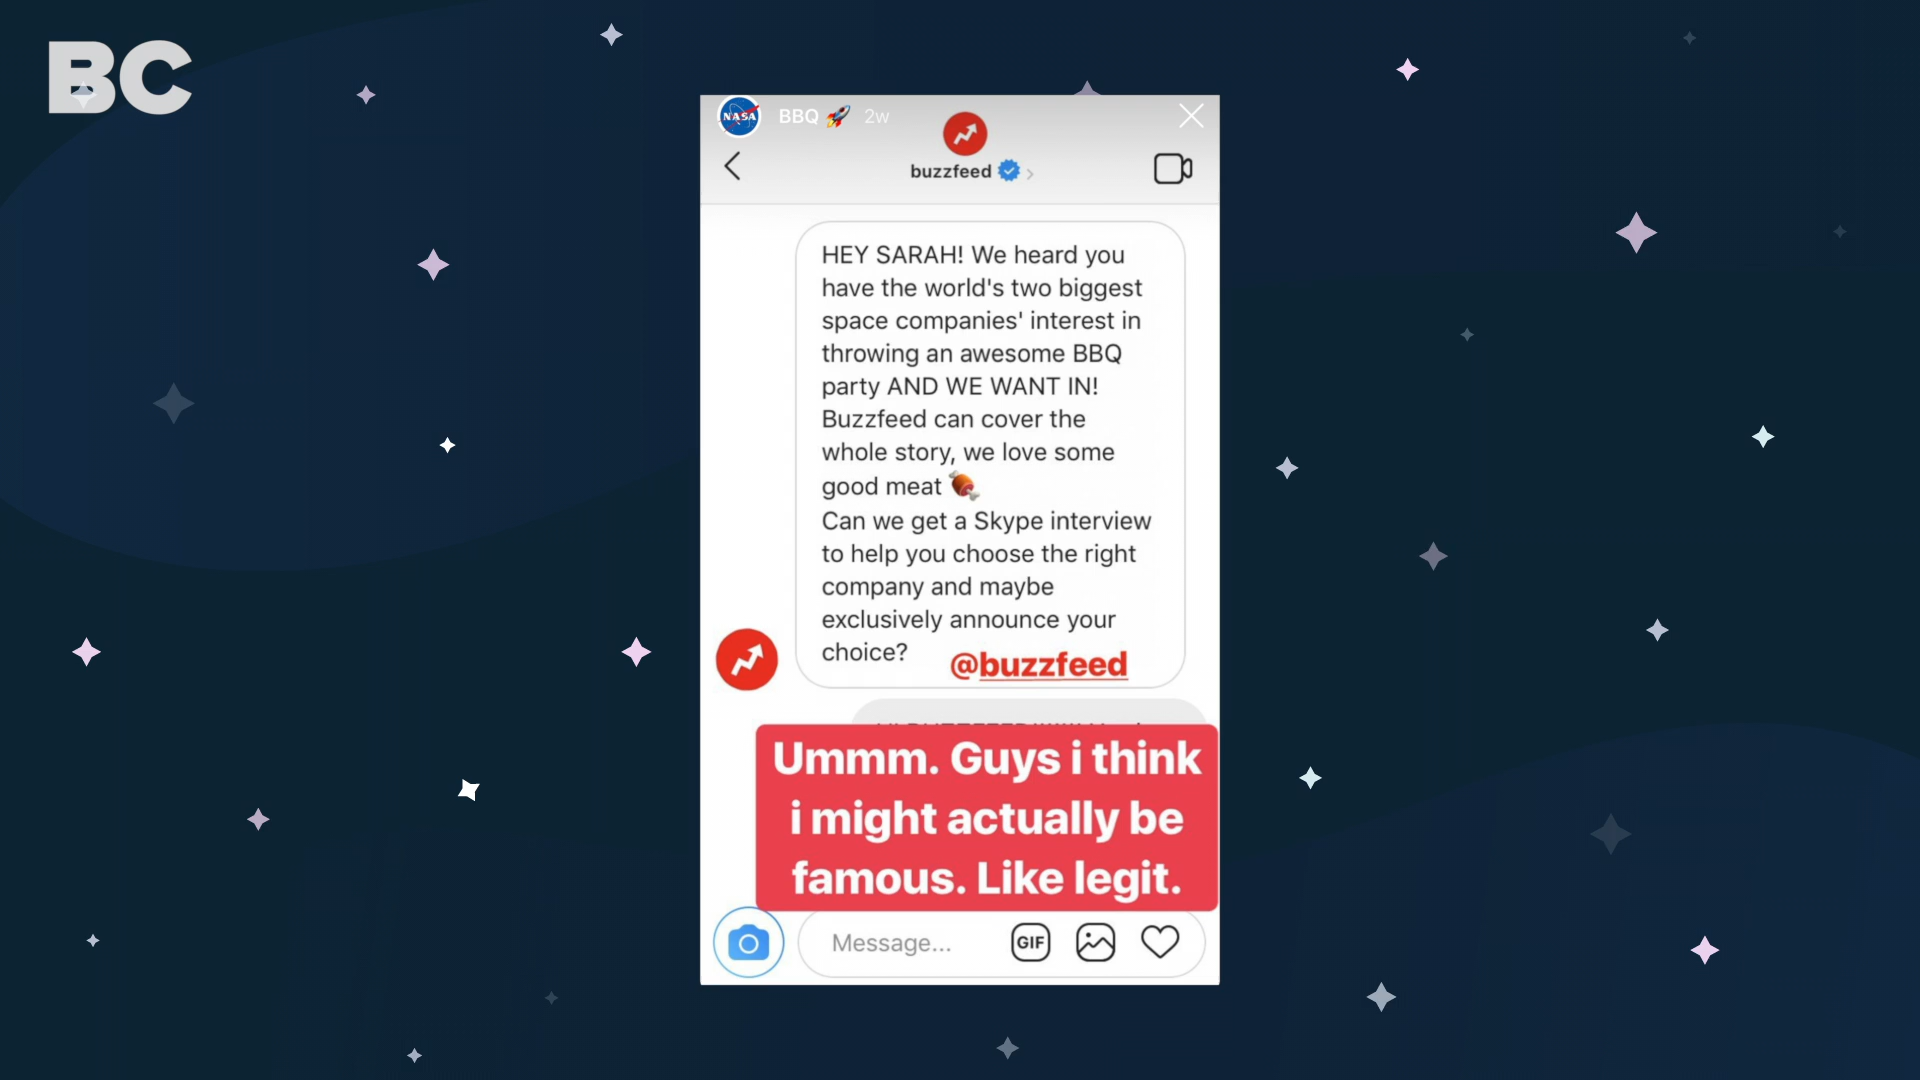 BC
NASA
BBQ 🚀 2w
buzzfeed
HEY SARAH! We heard you
have the world's two biggest
space companies' interest in
throwing an awesome BBQ
party AND WE WANT IN!
Buzzfeed can cover the
whole story, we love some
good meat 🍖
Can we get a Skype interview
to help you choose the right
company and maybe
exclusively announce your
choice?
@buzzfeed
Ummm. Guys i think
i might actually be
famous. Like legit.
Message...
GIF